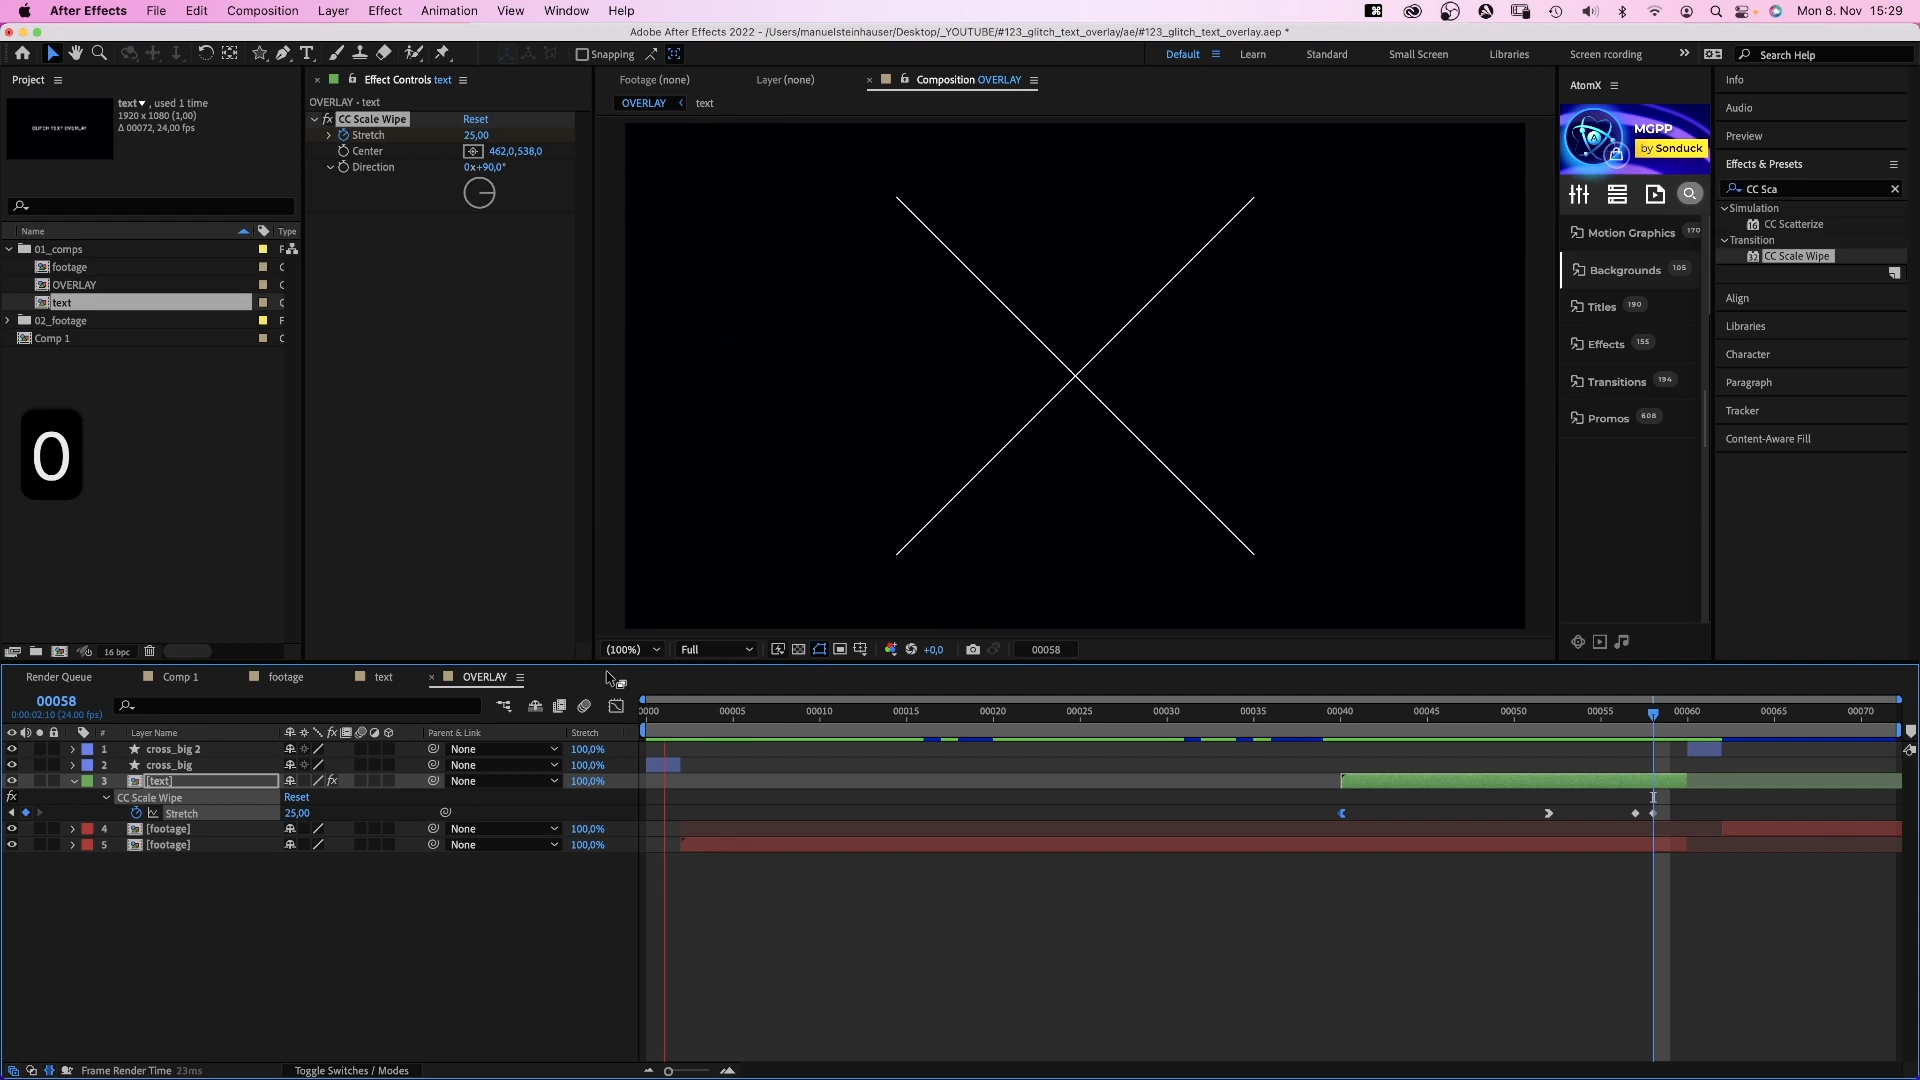 After Effects File Edit Composition Layer Effect Animation View Window Help Mon 8. Nov 15:29
Adobe After Effects 2022 - /Users/manuelsteinhauser/Desktop/_YOUTUBE/#123_glitch_text_overlay/ae/#123_glitch_text_overlay.aep *
Snapping Default Learn Standard Small Screen Libraries Screen rcording Search Help
Project
text , used 1 time
1920 x 1080 (1,00)
Δ 00072, 24,00 fps
GLITCH TEXT OVERLAY
Name Type
01_comps F
footage C
OVERLAY C
text C
02_footage F
Comp 1 C
0
16 bpc
Effect Controls text
OVERLAY · text
fx CC Scale Wipe Reset
Stretch 25,00
Center 462,0,538,0
Direction 0x+90,0°
Footage (none) Layer (none) Composition OVERLAY
OVERLAY text
(100%) Full +0,0 00058
AtomX
A
MGPP
by Sonduck
Motion Graphics 170
Backgrounds 105
Titles 190
Effects 155
Transitions 194
Promos 608
Info
Audio
Preview
Effects & Presets
CC Sca
Simulation
16 CC Scatterize
Transition
32 CC Scale Wipe
Align
Libraries
Character
Paragraph
Tracker
Content-Aware Fill
Render Queue Comp 1 footage text OVERLAY
00058
0:00:02:10 (24.00 fps)
0000 00005 00010 00015 00020 00025 00030 00035 00040 00045 00050 00055 00060 00065 00070
# Layer Name fx Parent & Link Stretch
1 cross_big 2 None 100,0%
2 cross_big None 100,0%
3 [text] fx None 100,0%
fx CC Scale Wipe Reset
Stretch 25,00
4 [footage] None 100,0%
5 [footage] None 100,0%
Frame Render Time 23ms Toggle Switches / Modes